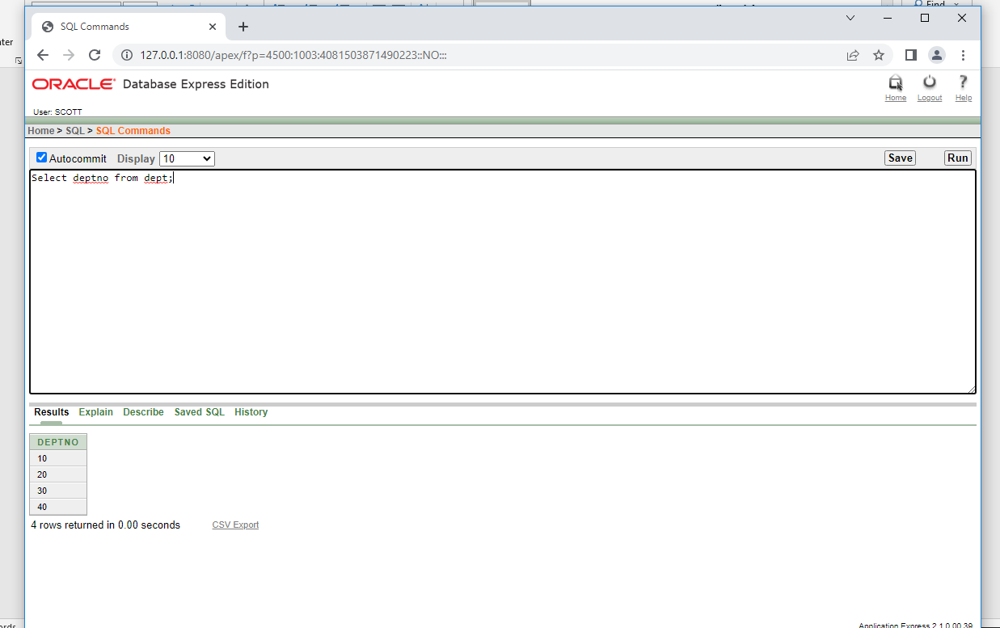 Find
SQL Commands
nter
127.0.0.1:8080/apex/f?p=4500:1003:4081503871490223::NO:::
ORACLE Database Express Edition
Home Logout Help
User: SCOTT
Home > SQL > SQL Commands
Autocommit Display 10 Save Run
Select deptno from dept;
Results Explain Describe Saved SQL History
DEPTNO
10
20
30
40
4 rows returned in 0.00 seconds CSV Export
Application Express 2.1.0.00.39